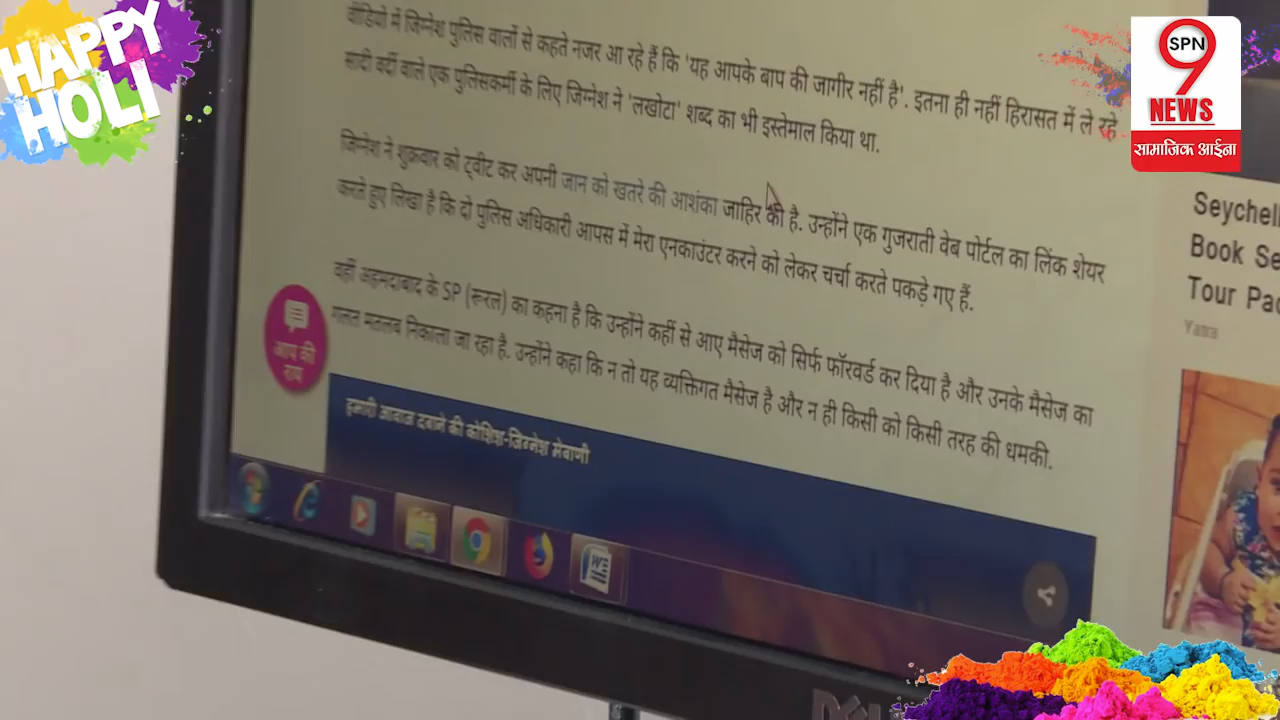 HAPPY
HOLI
SPN
9
NEWS
सामाजिक आईना
वीडियो में जिग्नेश पुलिस वालों से कहते नजर आ रहे हैं कि 'यह आपके बाप की जागीर नहीं है'. इतना ही नहीं हिरासत में ले रहे
सादी वर्दी वाले एक पुलिसकर्मी के लिए जिग्नेश ने 'लखोटा' शब्द का भी इस्तेमाल किया था.
जिग्नेश ने शुक्रवार को ट्वीट कर अपनी जान को खतरे की आशंका जाहिर की है. उन्होंने एक गुजराती वेब पोर्टल का लिंक शेयर
करते हुए लिखा है कि दो पुलिस अधिकारी आपस में मेरा एनकाउंटर करने को लेकर चर्चा करते पकड़े गए हैं.
वहीं अहमदाबाद के SP (रूरल) का कहना है कि उन्होंने कहीं से आए मैसेज को सिर्फ फॉरवर्ड कर दिया है और उनके मैसेज का
गलत मतलब निकाला जा रहा है. उन्होंने कहा कि न तो यह व्यक्तिगत मैसेज है और न ही किसी को किसी तरह की धमकी.
आप की
राय
हमारी आवाज दबाने की कोशिश-जिग्नेश मेवाणी
Seychell
Book Se
Tour Pac
Yatra
W